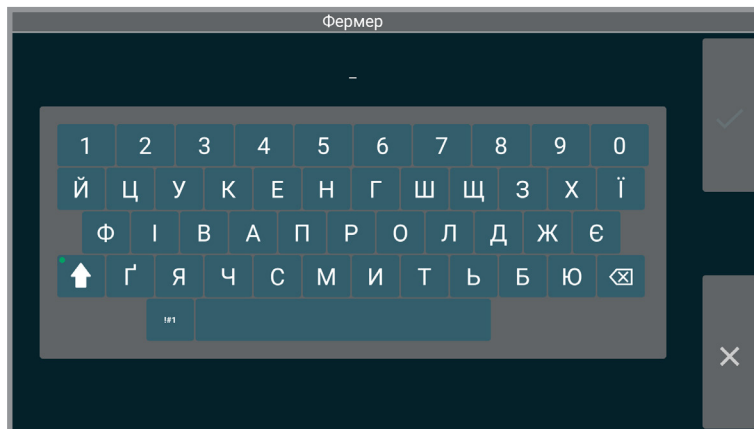 Фермер
_
1 2 3 4 5 6 7 8 9 0
Й Ц У К Е Н Г Ш Щ З Х Ї
Ф І В А П Р О Л Д Ж Є
Ґ Я Ч С М И Т Ь Б Ю
!#1